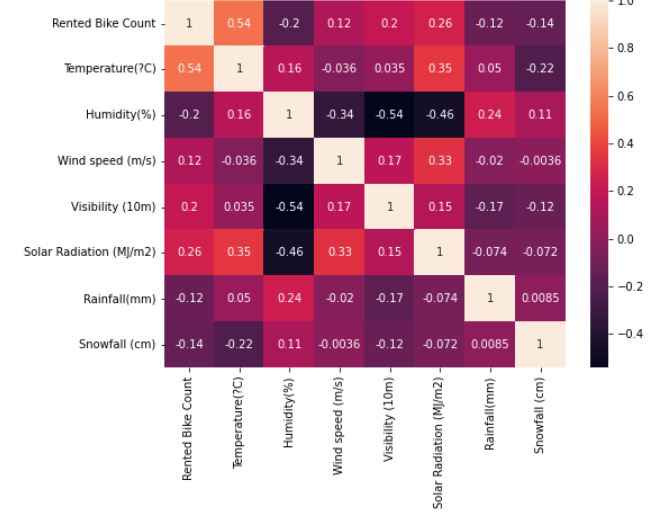 Rented Bike Count 1 0.54 -0.2 0.12 0.2 0.26 -0.12 -0.14
Temperature(?C) 0.54 1 0.16 -0.036 0.035 0.35 0.05 -0.22
Humidity(%) -0.2 0.16 1 -0.34 -0.54 -0.46 0.24 0.11
Wind speed (m/s) 0.12 -0.036 -0.34 1 0.17 0.33 -0.02 -0.0036
Visibility (10m) 0.2 0.035 -0.54 0.17 1 0.15 -0.17 -0.12
Solar Radiation (MJ/m2) 0.26 0.35 -0.46 0.33 0.15 1 -0.074 -0.072
Rainfall(mm) -0.12 0.05 0.24 -0.02 -0.17 -0.074 1 0.0085
Snowfall (cm) -0.14 -0.22 0.11 -0.0036 -0.12 -0.072 0.0085 1
Rented Bike Count
Temperature(?C)
Humidity(%)
Wind speed (m/s)
Visibility (10m)
Solar Radiation (MJ/m2)
Rainfall(mm)
Snowfall (cm)
1.0
0.8
0.6
0.4
0.2
0.0
−0.2
−0.4